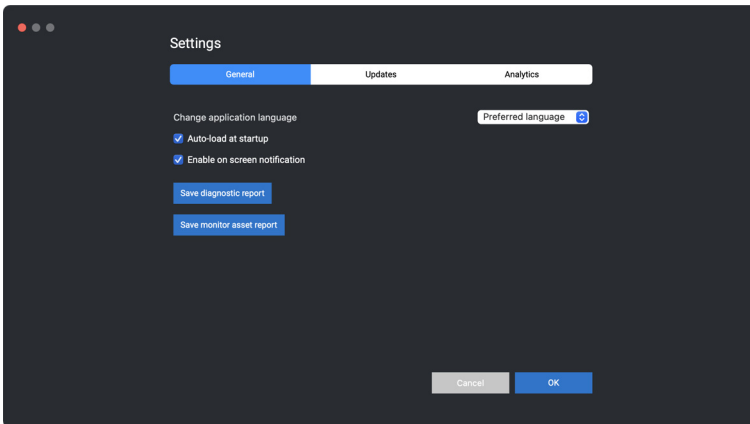 Settings
General Updates Analytics
Change application language Preferred language
Auto-load at startup
Enable on screen notification
Save diagnostic report
Save monitor asset report
Cancel OK